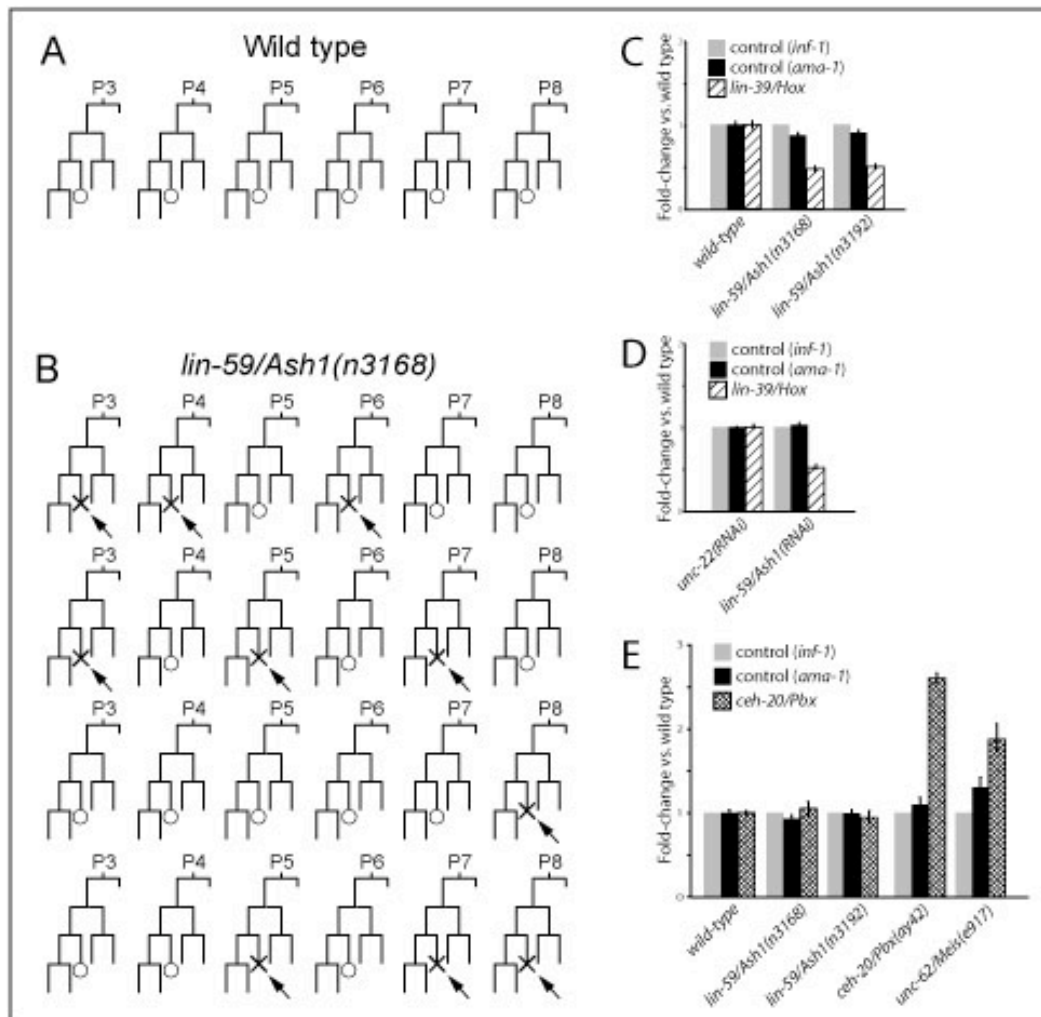 A
Wild type
P3 P4 P5 P6 P7 P8
B
lin-59/Ash1(n3168)
P3 P4 P5 P6 P7 P8
P3 P4 P5 P6 P7 P8
P3 P4 P5 P6 P7 P8
P3 P4 P5 P6 P7 P8
C
control (inf-1)
control (ama-1)
lin-39/Hox
Fold-change vs. wild type
1
wild-type
lin-59/Ash1(n3168)
lin-59/Ash1(n3192)
D
control (inf-1)
control (ama-1)
lin-39/Hox
Fold-change vs. wild type
unc-22(RNAi)
lin-59/Ash1(RNAi)
E
control (inf-1)
control (ama-1)
ceh-20/Pbx
Fold-change vs. wild type
3
2
1
0
wild-type
lin-59/Ash1(n3168)
lin-59/Ash1(n3192)
ceh-20/Pbx(ay42)
unc-62/Meis(e917)